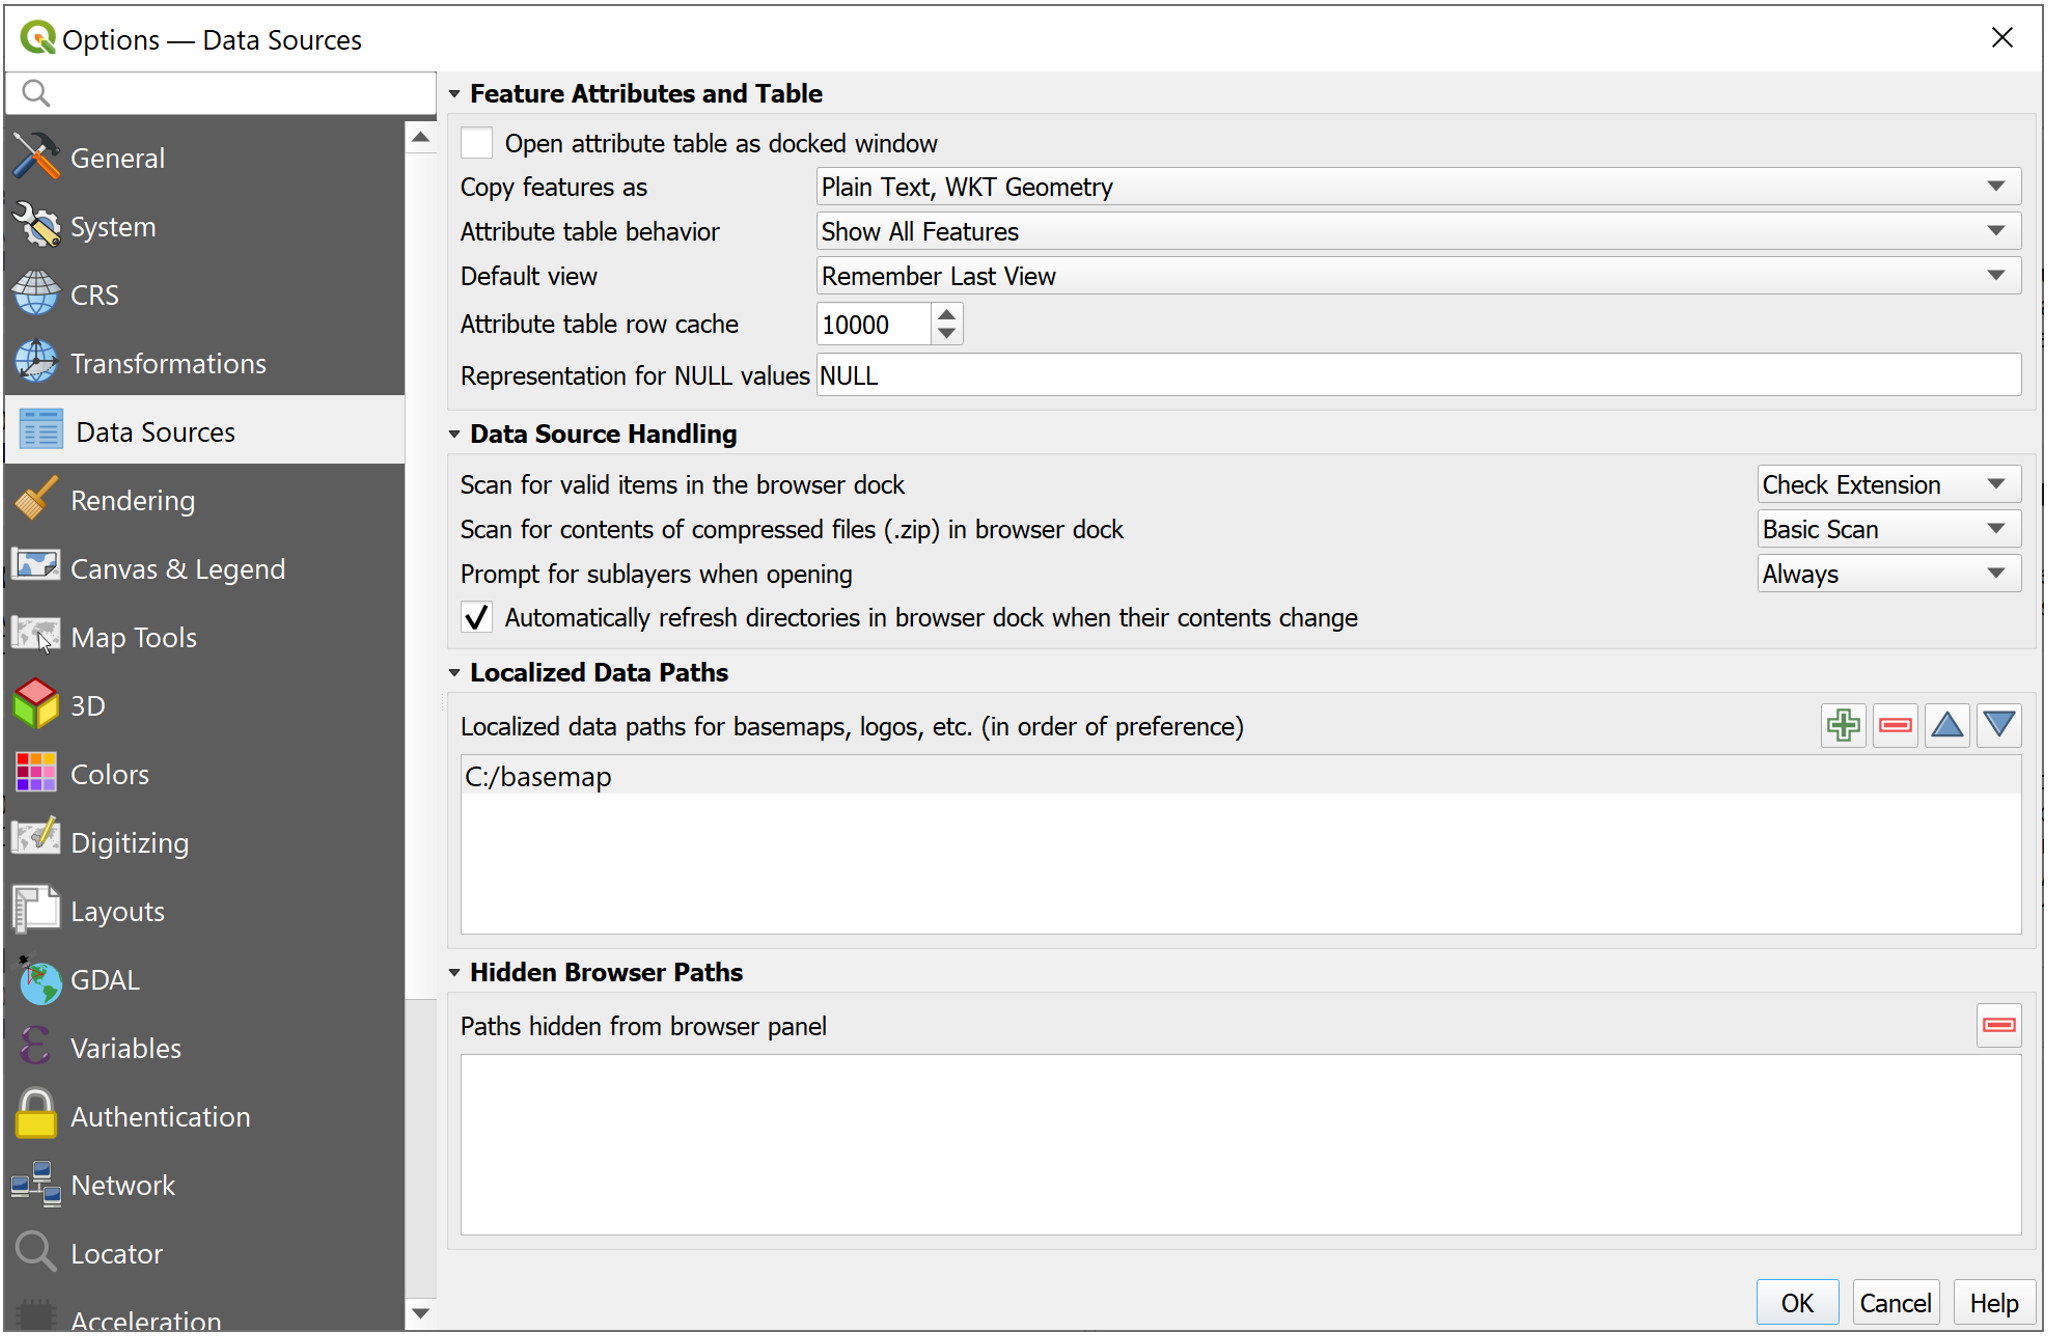 Options — Data Sources
General
System
CRS
Transformations
Data Sources
Rendering
Canvas & Legend
Map Tools
3D
Colors
Digitizing
Layouts
GDAL
Variables
Authentication
Network
Locator
Acceleration
Feature Attributes and Table
Open attribute table as docked window
Copy features as Plain Text, WKT Geometry
Attribute table behavior Show All Features
Default view Remember Last View
Attribute table row cache 10000
Representation for NULL values NULL
Data Source Handling
Scan for valid items in the browser dock Check Extension
Scan for contents of compressed files (.zip) in browser dock Basic Scan
Prompt for sublayers when opening Always
Automatically refresh directories in browser dock when their contents change
Localized Data Paths
Localized data paths for basemaps, logos, etc. (in order of preference)
C:/basemap
Hidden Browser Paths
Paths hidden from browser panel
OK Cancel Help